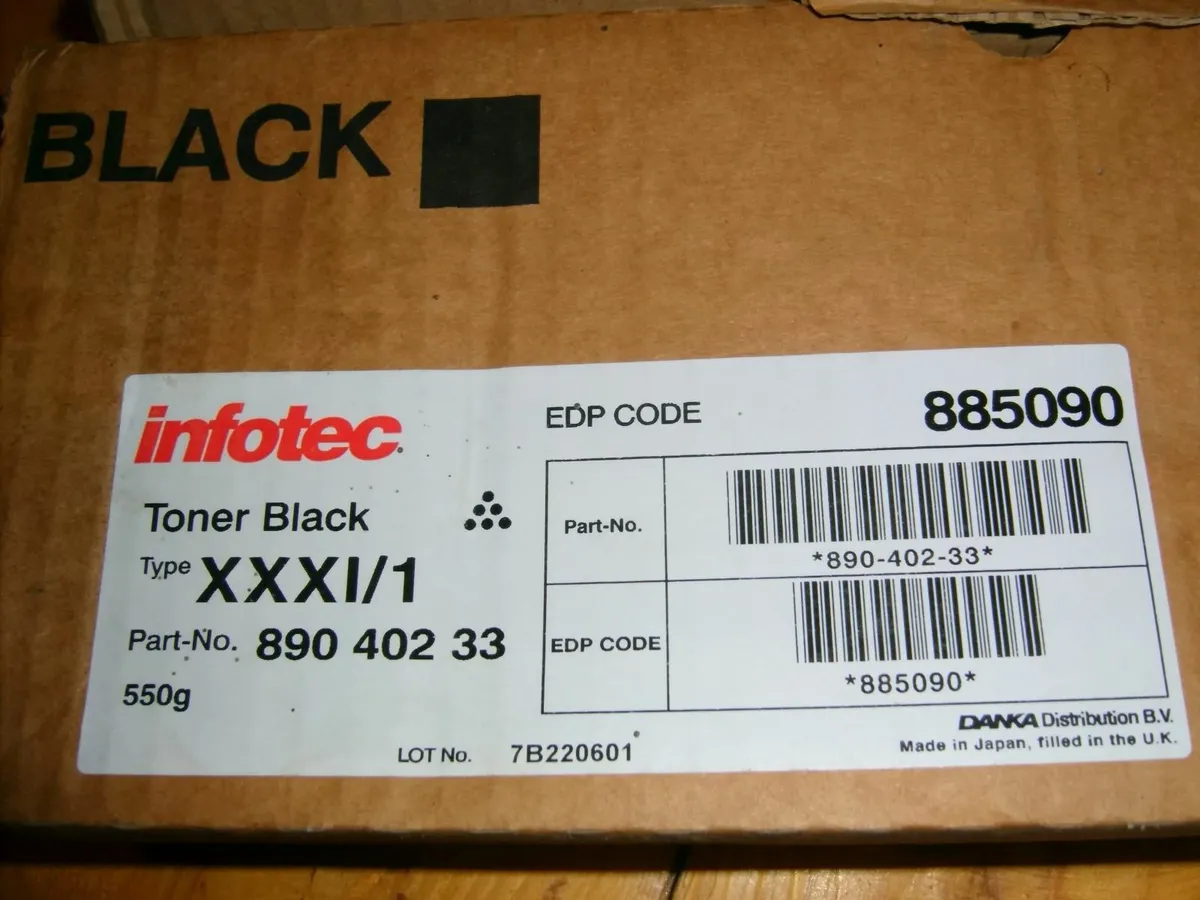 BLACK
infotec
Toner Black
Type XXXI/1
Part-No. 890 402 33
550g
LOT No. 7B220601
EDP CODE 885090
Part-No.
*890-402-33*
EDP CODE
*885090*
DANKA Distribution B.V.
Made in Japan, filled in the U.K.